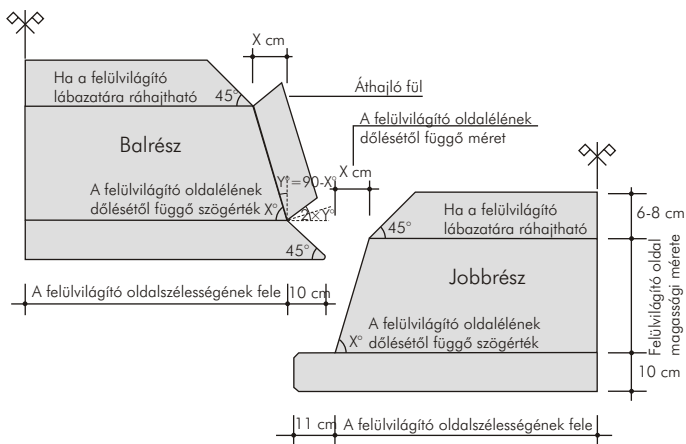 X cm
Ha a felülvilágító
lábazatára ráhajtható
45°
Áthajló fül
A felülvilágító oldalélének
dőlésétől függő méret
Balrész
X cm
Y°=90-X°
A felülvilágító oldalélének
dőlésétől függő szögérték
X°
2×Y°
45°
Ha a felülvilágító
lábazatára ráhajtható
45°
6-8 cm
A felülvilágító oldalszélességének fele
10 cm
Jobbrész
Felülvilágító oldal
magassági mérete
A felülvilágító oldalélének
dőlésétől függő szögérték
X°
10 cm
11 cm
A felülvilágító oldalszélességének fele